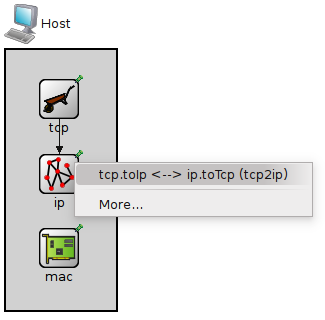 Host
tcp
tcp.toIp <--> ip.toTcp (tcp2ip)
ip
More...
mac